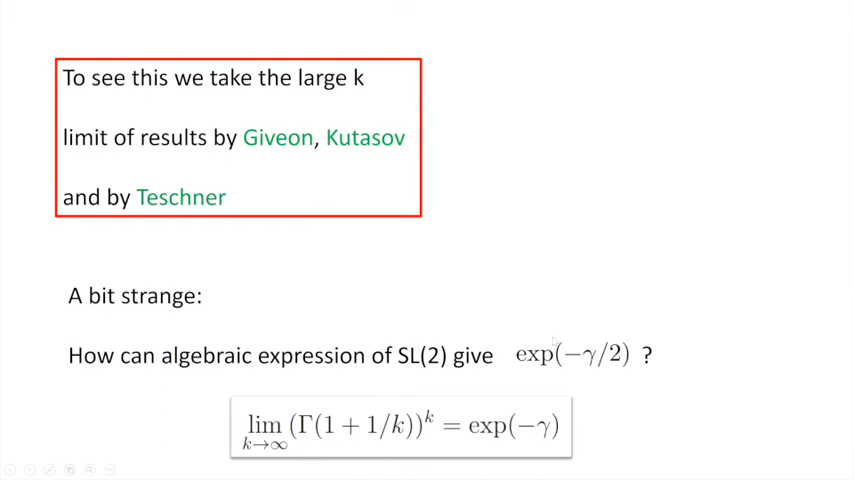 To see this we take the large k
limit of results by Giveon, Kutasov
and by Teschner
A bit strange:
How can algebraic expression of SL(2) give exp(−γ/2) ?
lim_{k→∞} (Γ(1 + 1/k))^k = exp(−γ)